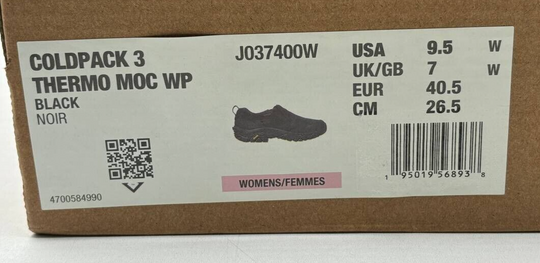 COLDPACK 3
THERMO MOC WP
BLACK
NOIR
4700584990
J037400W
WOMENS/FEMMES
USA 9.5 W
UK/GB 7 W
EUR 40.5
CM 26.5
1 95019 56893 8